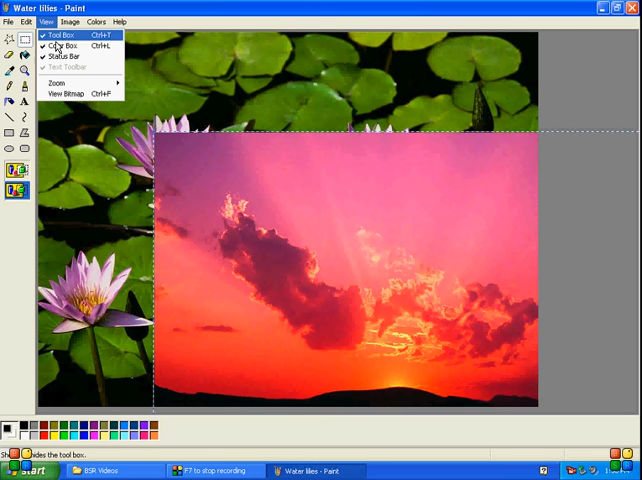 Water lilies - Paint
File Edit View Image Colors Help
Tool Box Ctrl+T
Color Box Ctrl+L
Status Bar
Text Toolbar
Zoom
View Bitmap Ctrl+F
A
des the tool box.
start
BSR Videos
F7 to stop recording
Water lilies - Paint